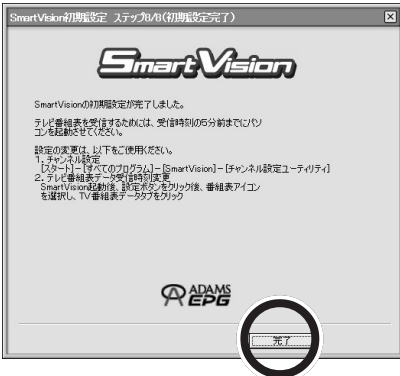 SmartVision初期設定 ステップ8/8(初期設定完了)
SmartVision
SmartVisionの初期設定が完了しました。
テレビ番組表を受信するためには、受信時刻の5分前までにパソ
コンを起動させてください。
設定の変更は、以下をご使用ください。
1. チャンネル設定
[スタート]-[すべてのプログラム]-[SmartVision]-[チャンネル設定ユーティリティ]
2. テレビ番組表データ受信時刻変更
SmartVision起動後、設定ボタンをクリック後、番組表アイコン
を選択し、TV番組表データタブをクリック
ADAMS
EPG
完了